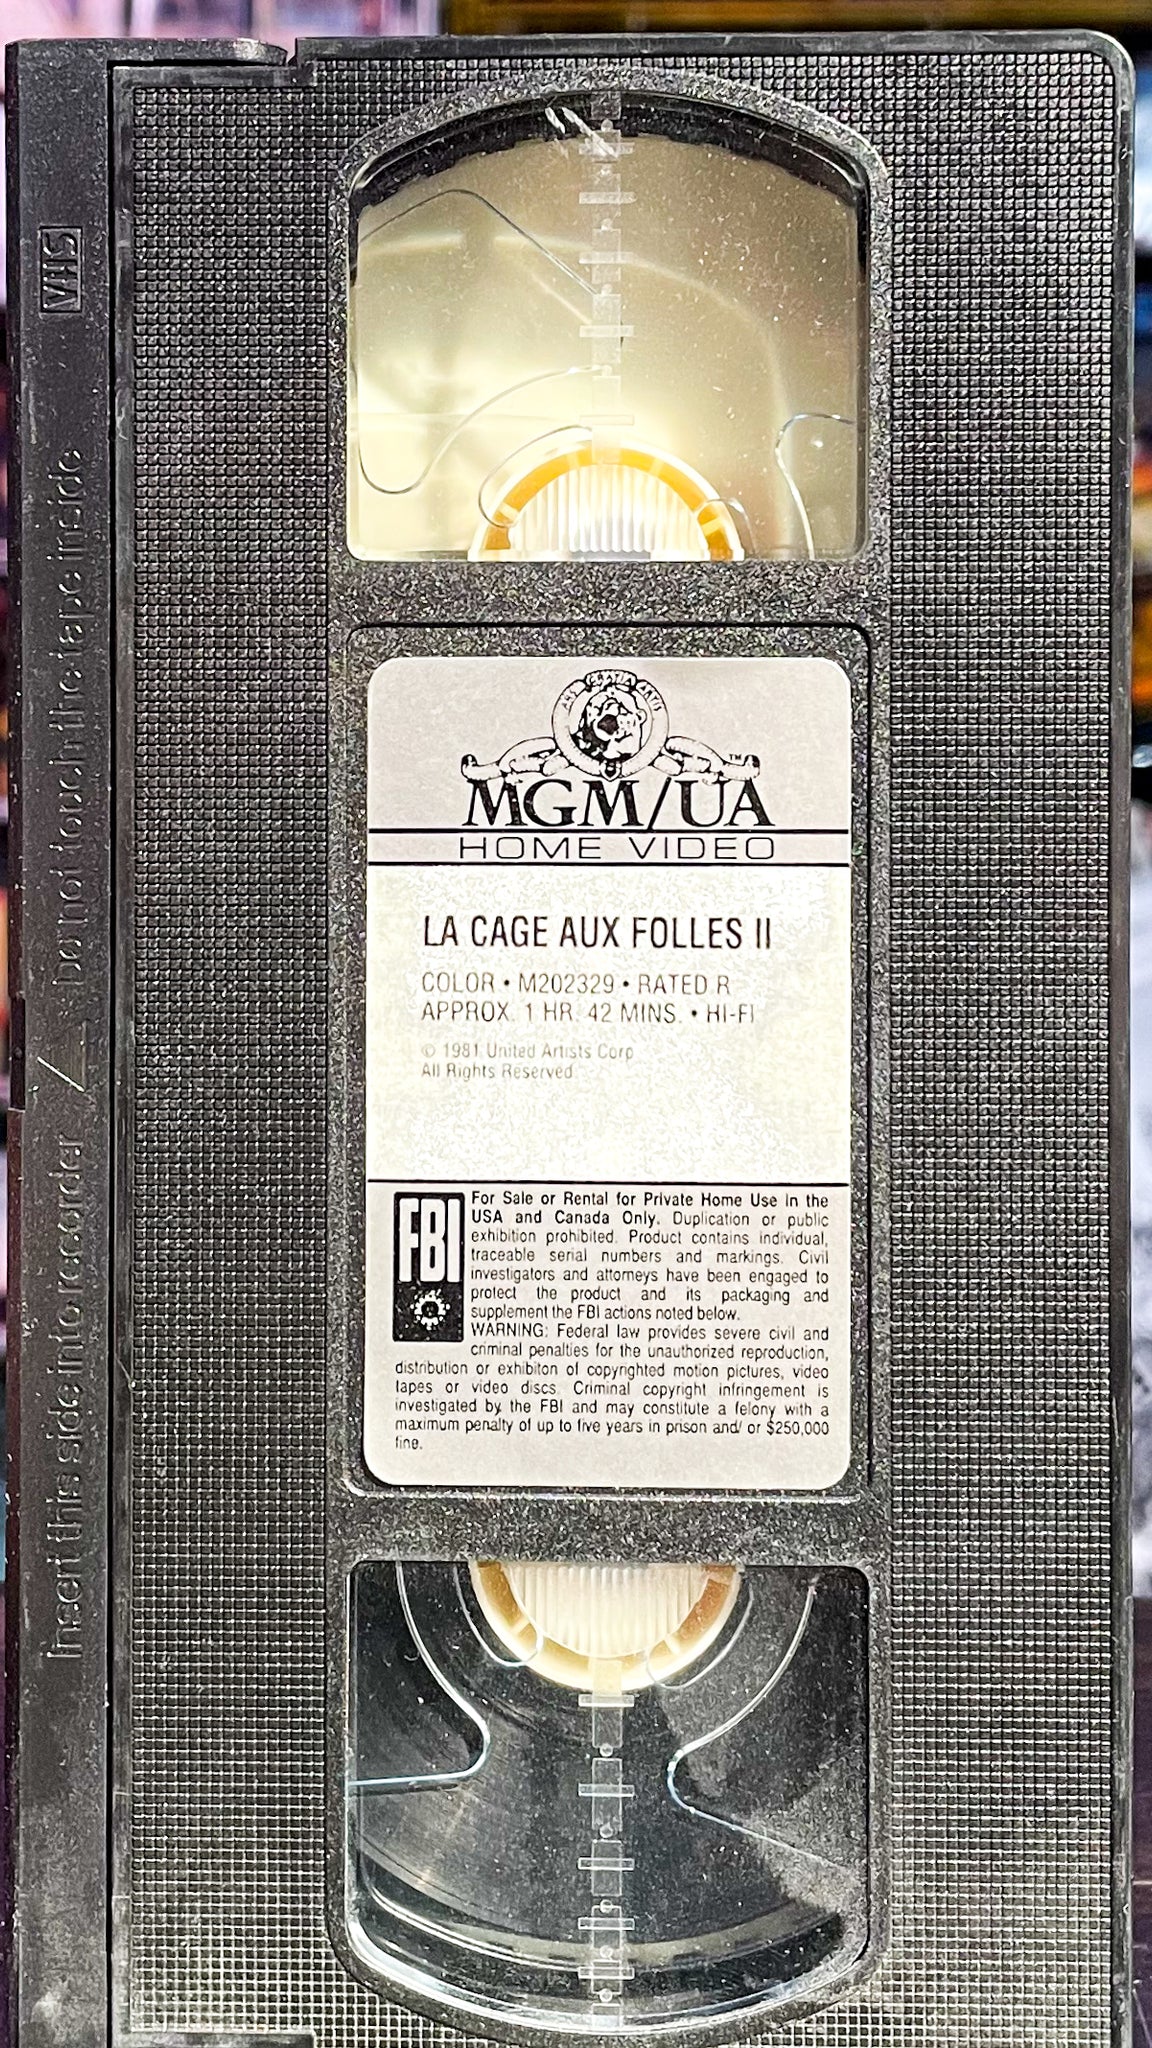 VHS
Insert this side into recorder / Do not touch the tape inside
ARS GRATIA ARTIS
TM
MGM/UA
HOME VIDEO
LA CAGE AUX FOLLES II
COLOR • M202329 • RATED R
APPROX. 1 HR. 42 MINS. • HI-FI
© 1981 United Artists Corp
All Rights Reserved.
FBI
For Sale or Rental for Private Home Use in the
USA and Canada Only. Duplication or public
exhibition prohibited. Product contains individual,
traceable serial numbers and markings. Civil
investigators and attorneys have been engaged to
protect the product and its packaging and
supplement the FBI actions noted below.
WARNING: Federal law provides severe civil and
criminal penalties for the unauthorized reproduction,
distribution or exhibiton of copyrighted motion pictures, video
tapes or video discs. Criminal copyright infringement is
investigated by the FBI and may constitute a felony with a
maximum penalty of up to five years in prison and/ or $250,000
fine.